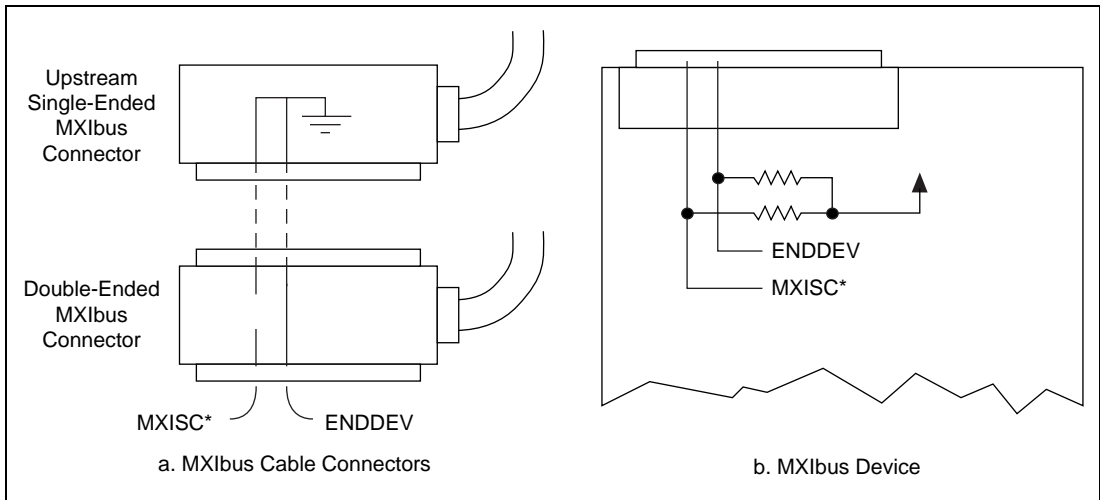 Upstream
Single-Ended
MXIbus
Connector
Double-Ended
MXIbus
Connector
MXISC*
ENDDEV
a. MXIbus Cable Connectors
ENDDEV
MXISC*
b. MXIbus Device